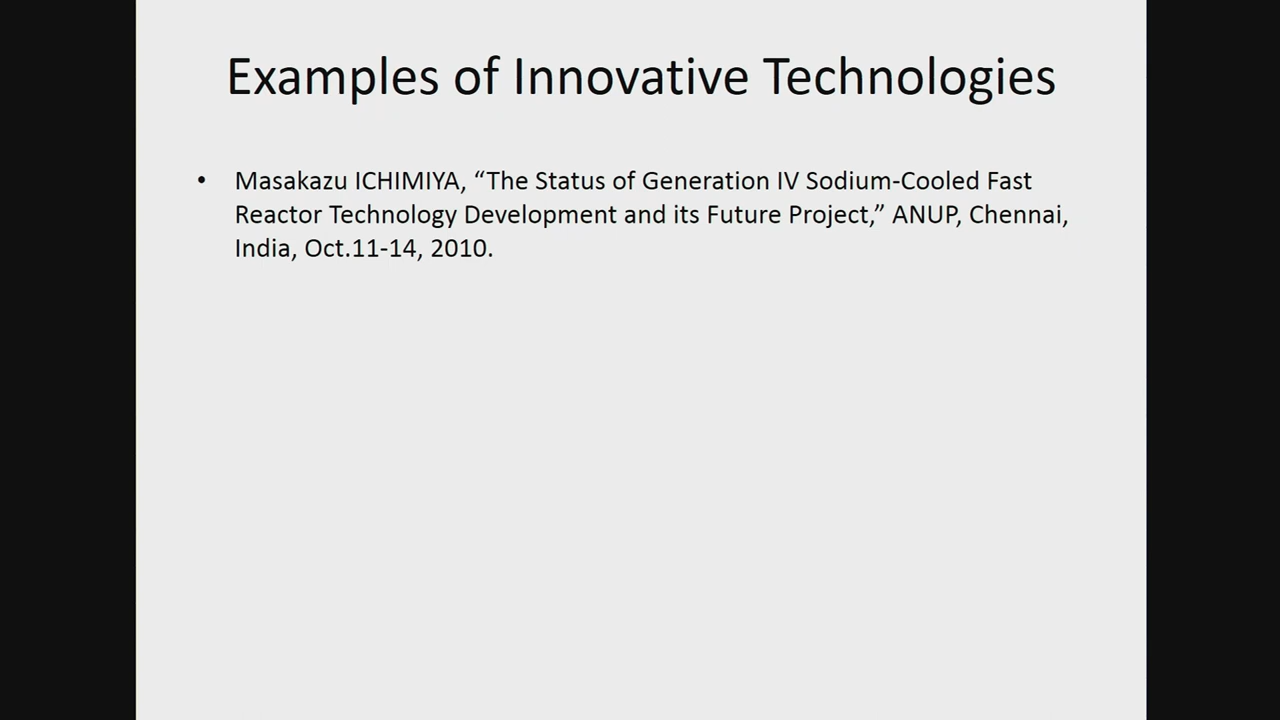 Examples of Innovative Technologies
• Masakazu ICHIMIYA, “The Status of Generation IV Sodium-Cooled Fast
Reactor Technology Development and its Future Project,” ANUP, Chennai,
India, Oct.11-14, 2010.